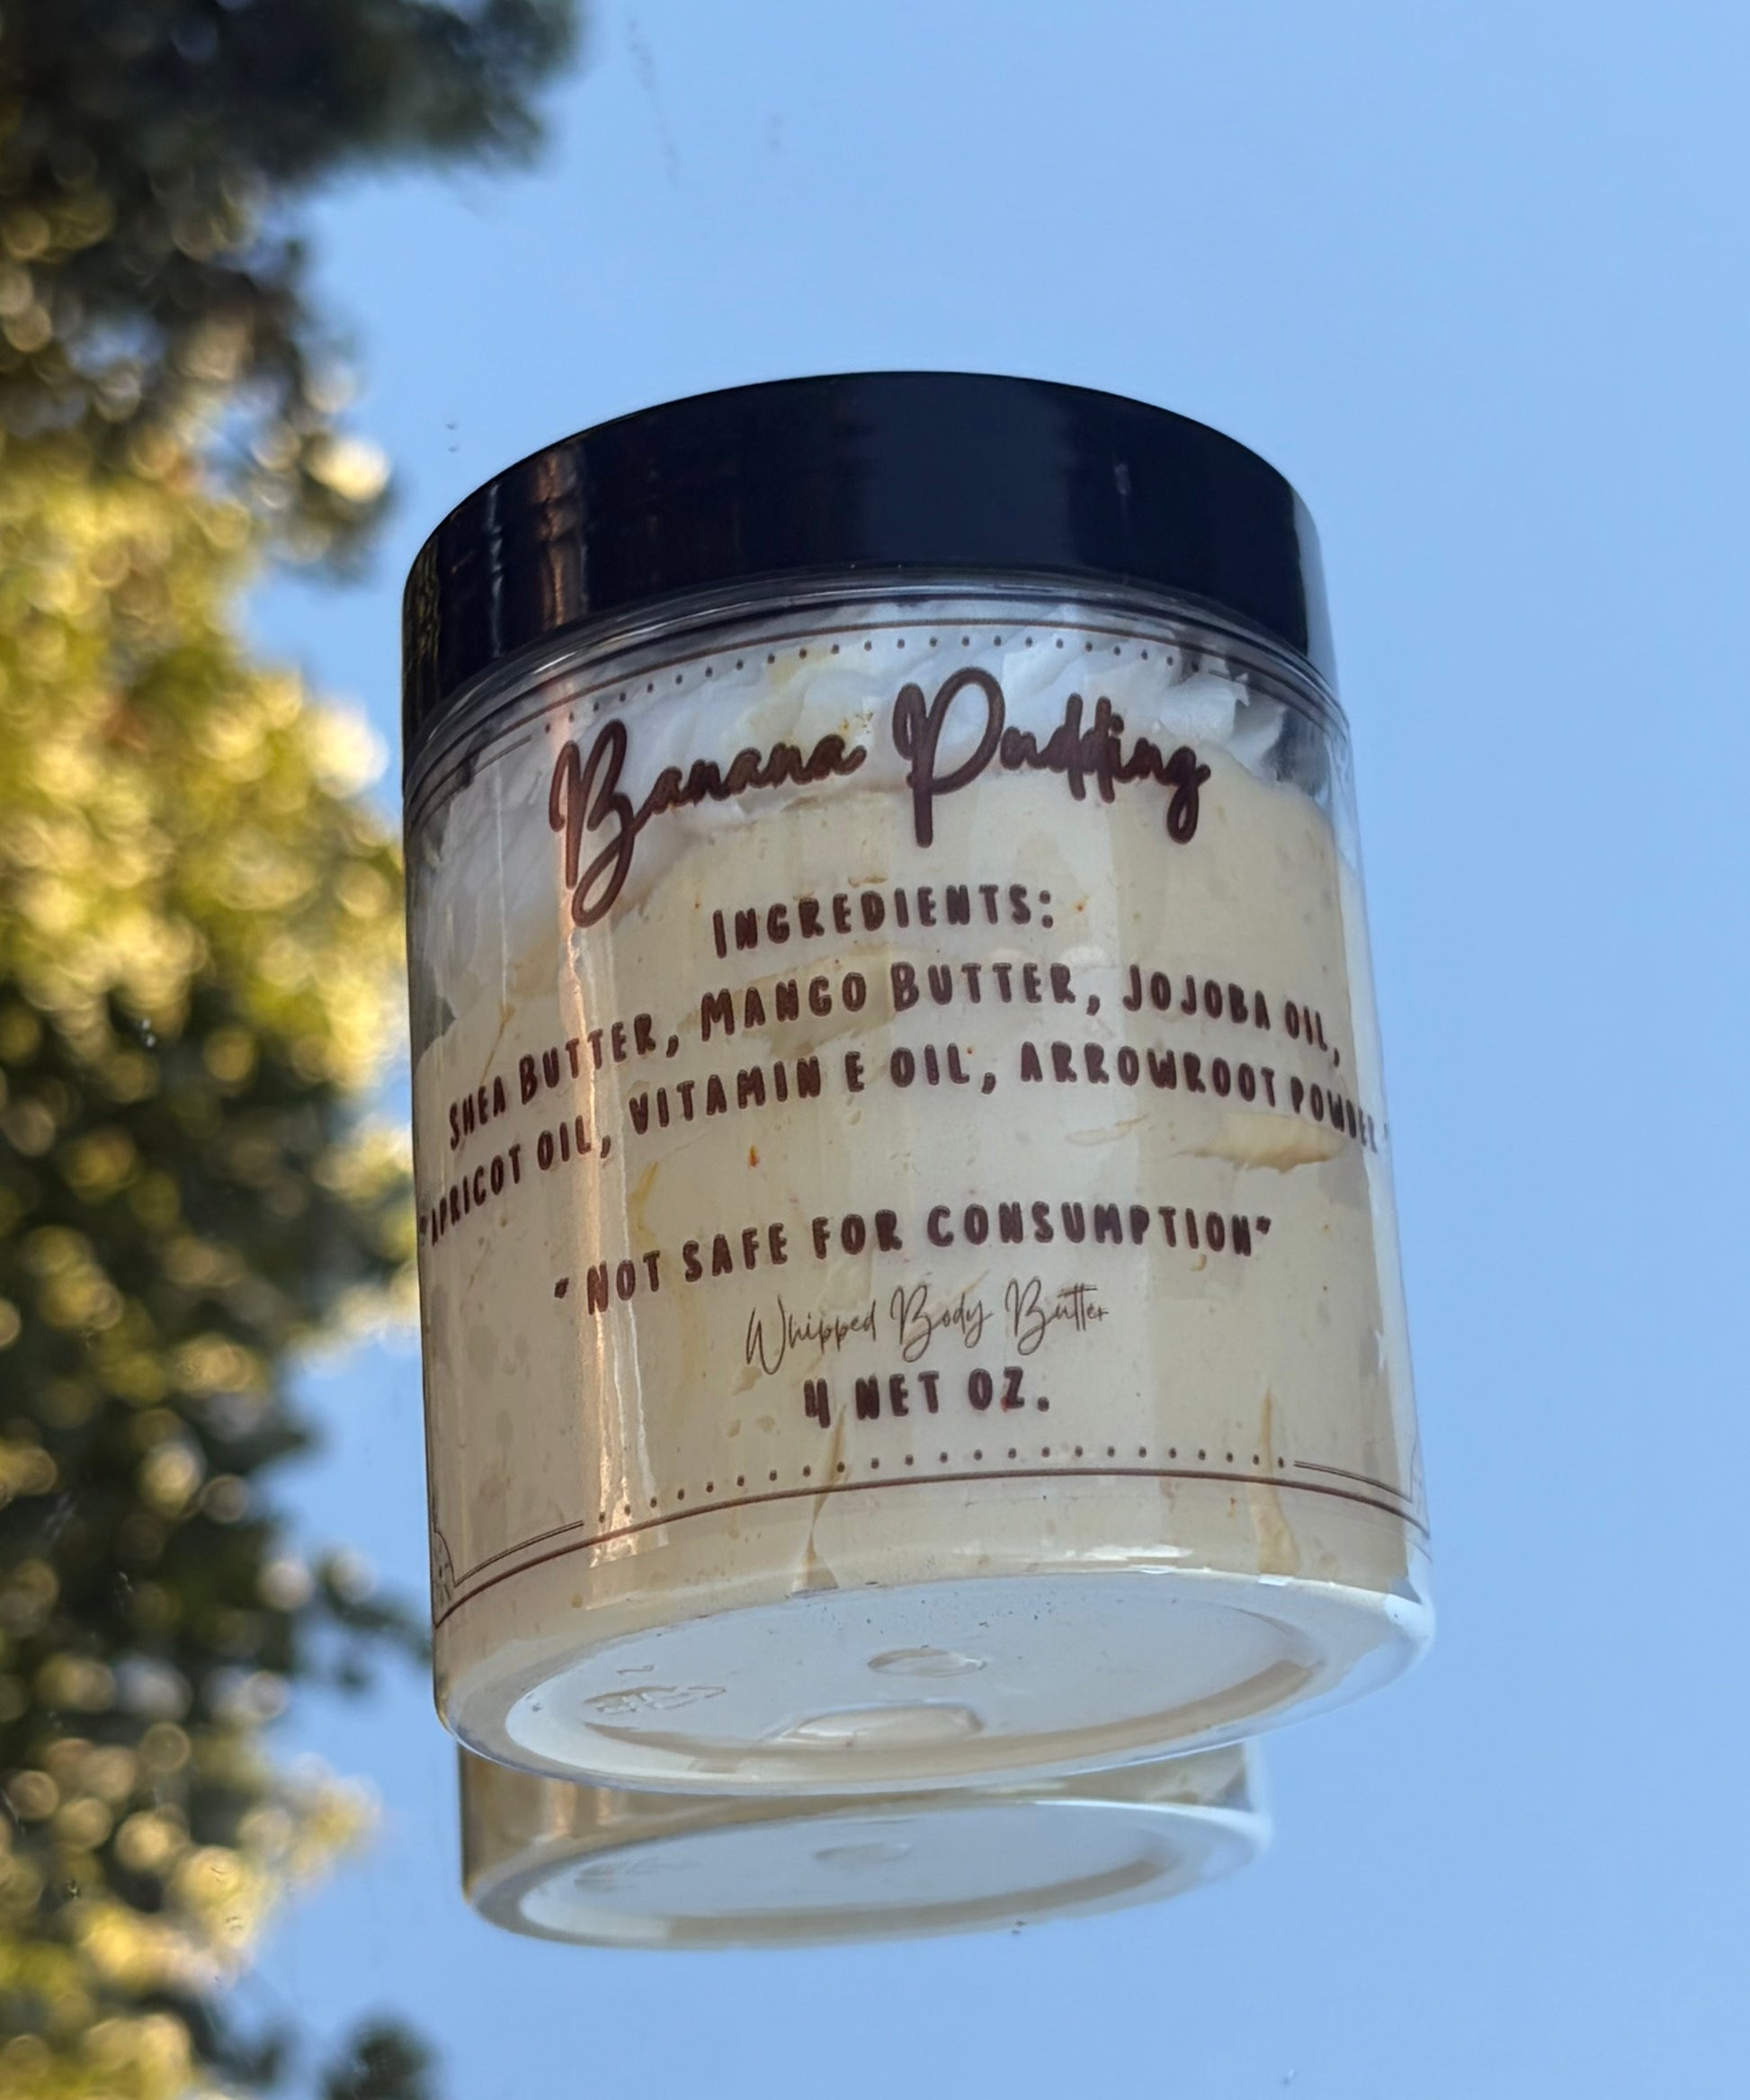 Banana Pudding
INGREDIENTS:
SHEA BUTTER, MANGO BUTTER, JOJOBA OIL,
"APRICOT OIL, VITAMIN E OIL, ARROWROOT POWDER"
"NOT SAFE FOR CONSUMPTION"
Whipped Body Butter
4 NET OZ.